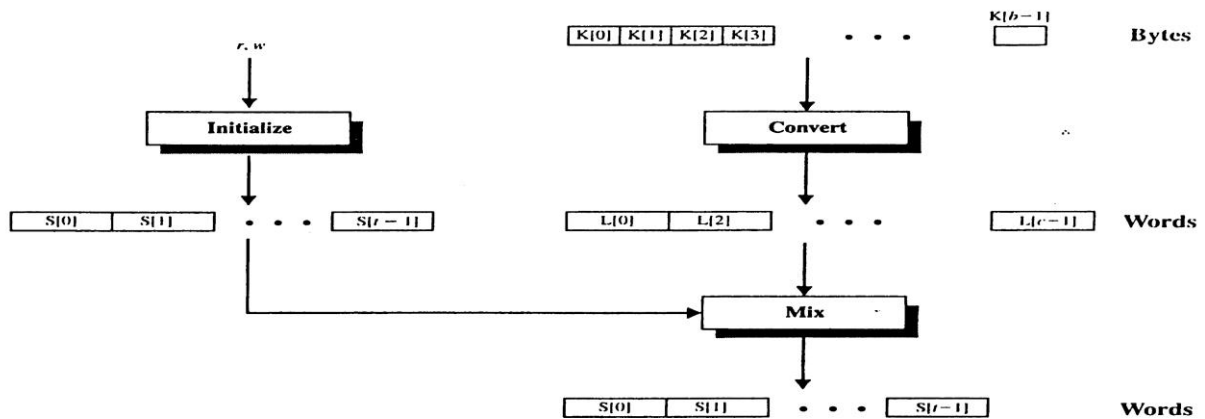 K[b−1]
K[0] K[1] K[2] K[3] • • • Bytes
r, w
Initialize Convert
S[0] S[1] • • • S[t − 1] L[0] L[2] • • • L[c−1] Words
Mix
S[0] S[1] • • • S[t−1] Words